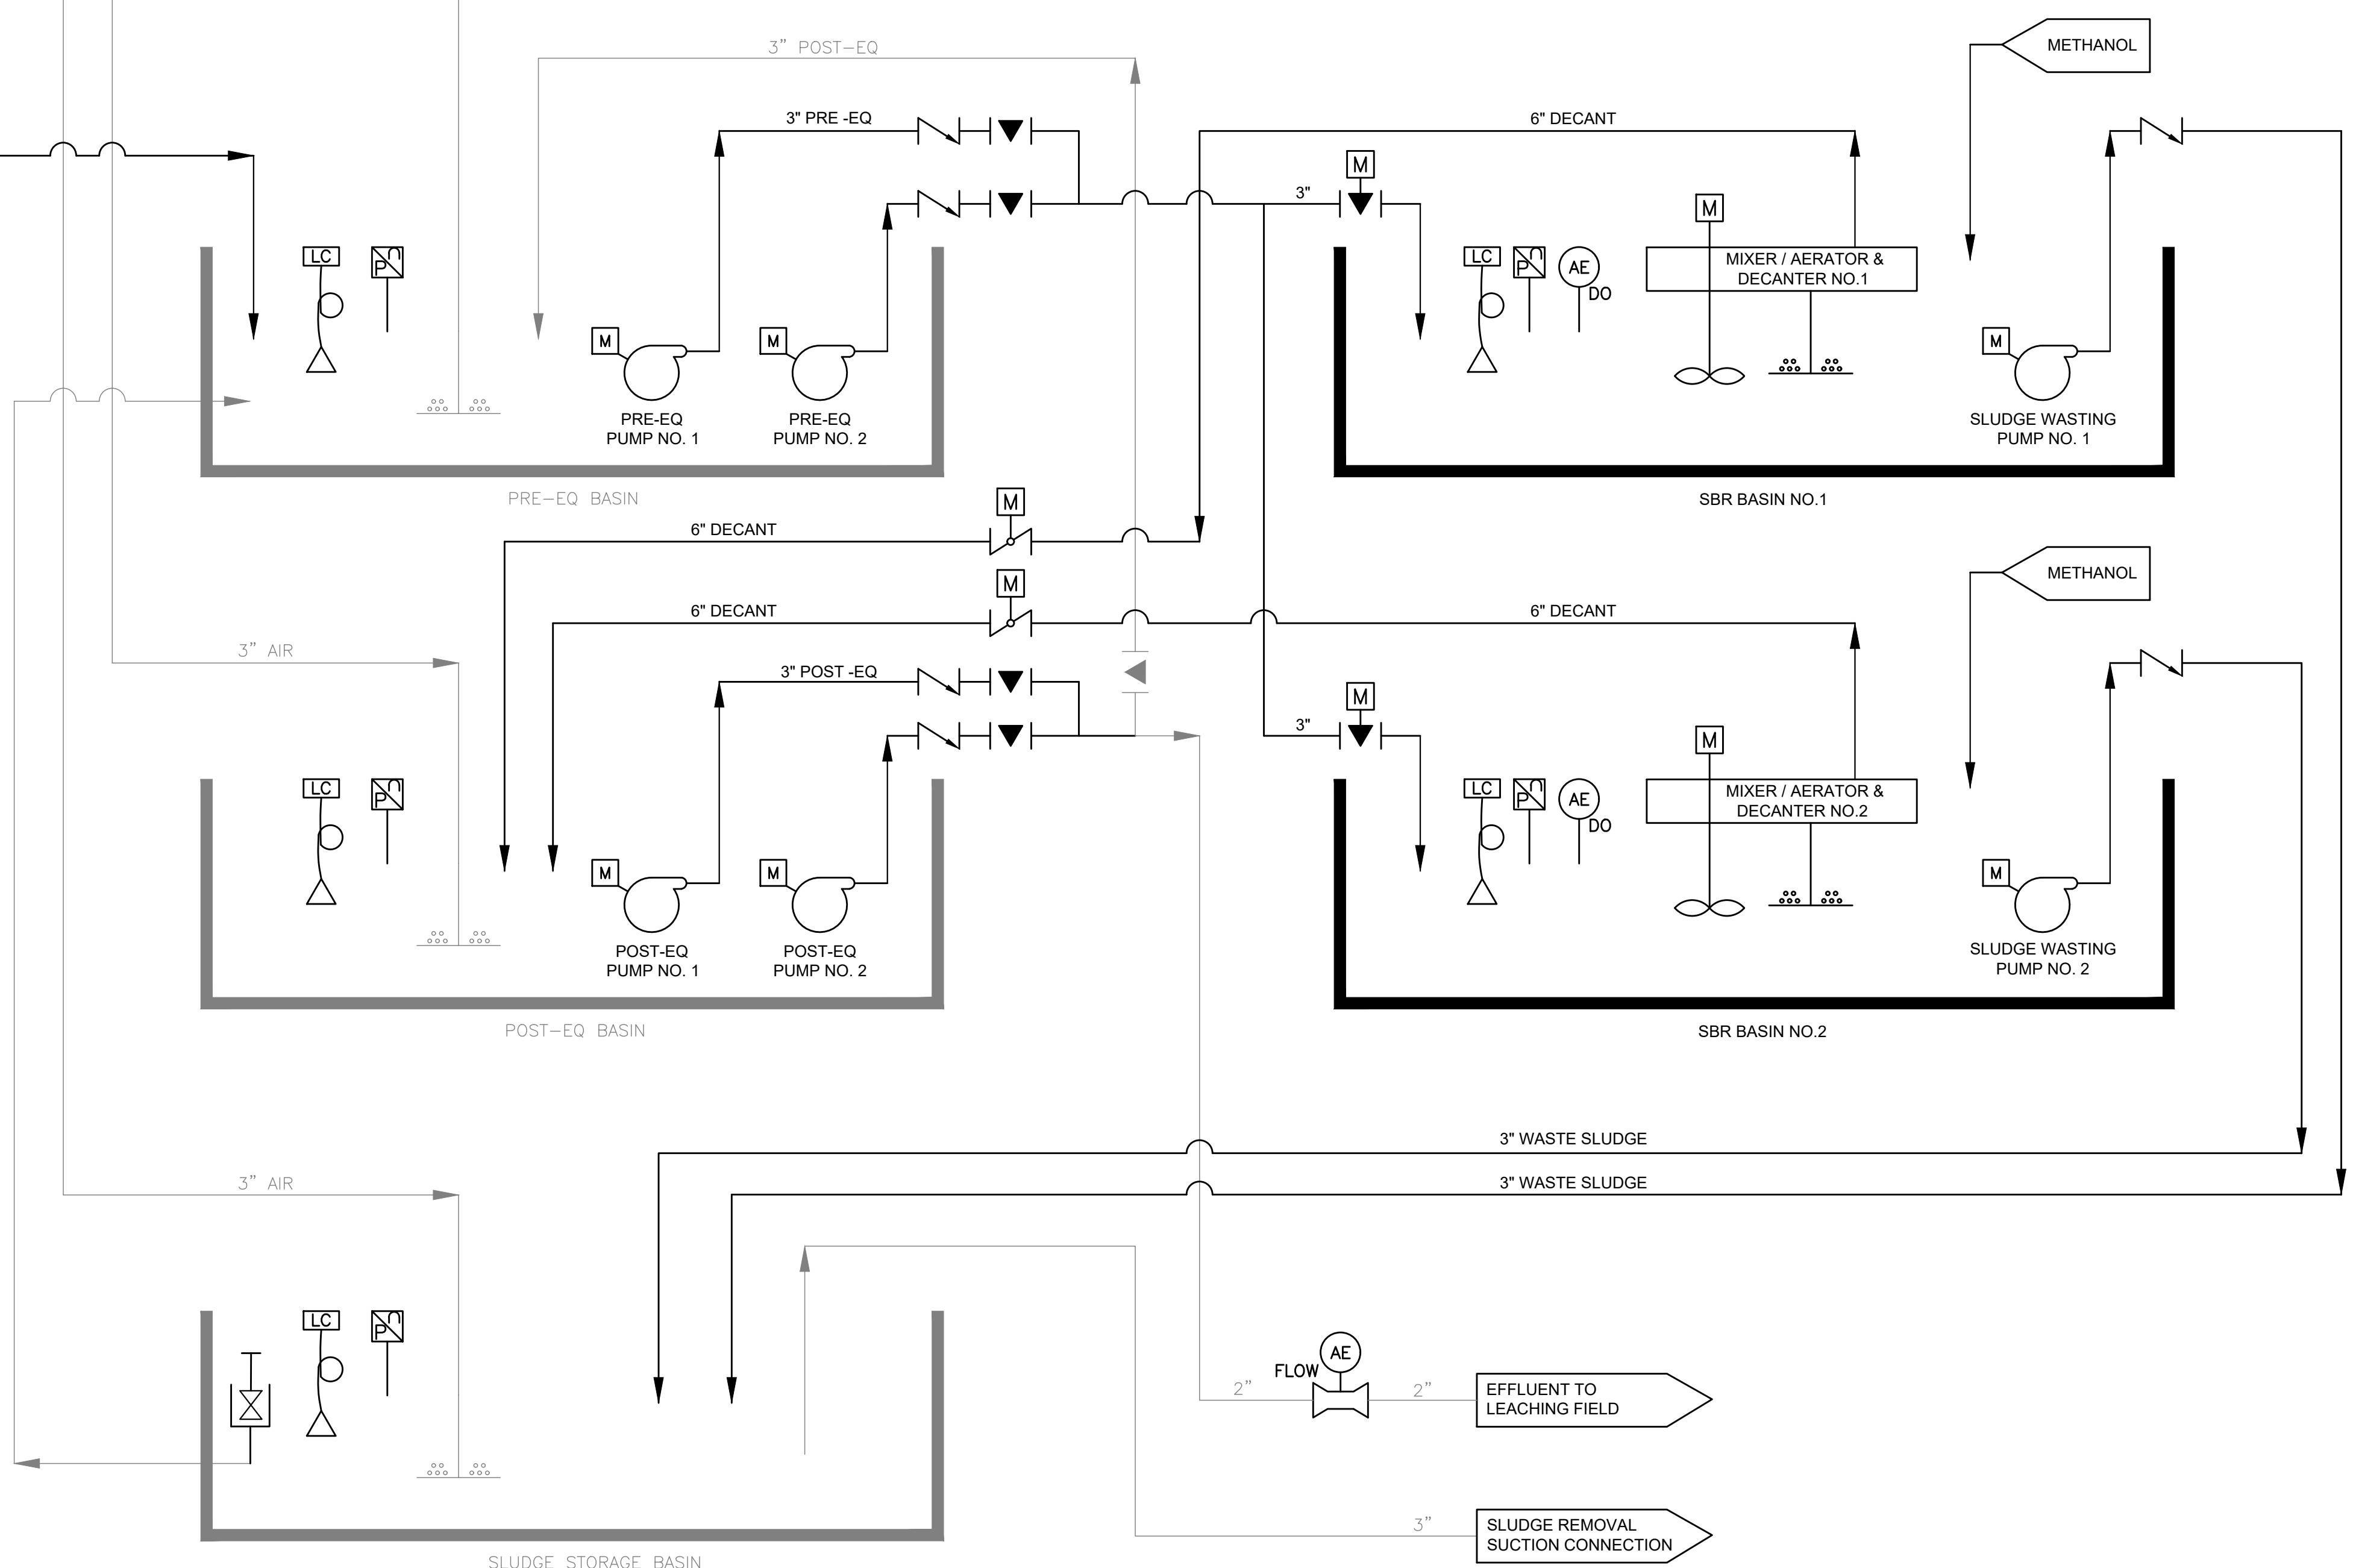 3” POST-EQ
METHANOL
3" PRE -EQ
6" DECANT
M
3"
M
LC
P
LC
P
AE
DO
MIXER / AERATOR &
DECANTER NO.1
M
M
M
PRE-EQ
PUMP NO. 1
PRE-EQ
PUMP NO. 2
SLUDGE WASTING
PUMP NO. 1
PRE-EQ BASIN
SBR BASIN NO.1
M
6" DECANT
METHANOL
M
6" DECANT
6" DECANT
3” AIR
3" POST -EQ
M
3"
M
LC
P
LC
P
AE
DO
MIXER / AERATOR &
DECANTER NO.2
M
M
M
POST-EQ
PUMP NO. 1
POST-EQ
PUMP NO. 2
SLUDGE WASTING
PUMP NO. 2
POST-EQ BASIN
SBR BASIN NO.2
3" WASTE SLUDGE
3” AIR
3" WASTE SLUDGE
LC
P
AE
FLOW
2”
2”
EFFLUENT TO
LEACHING FIELD
3”
SLUDGE REMOVAL
SUCTION CONNECTION
SLUDGE STORAGE BASIN